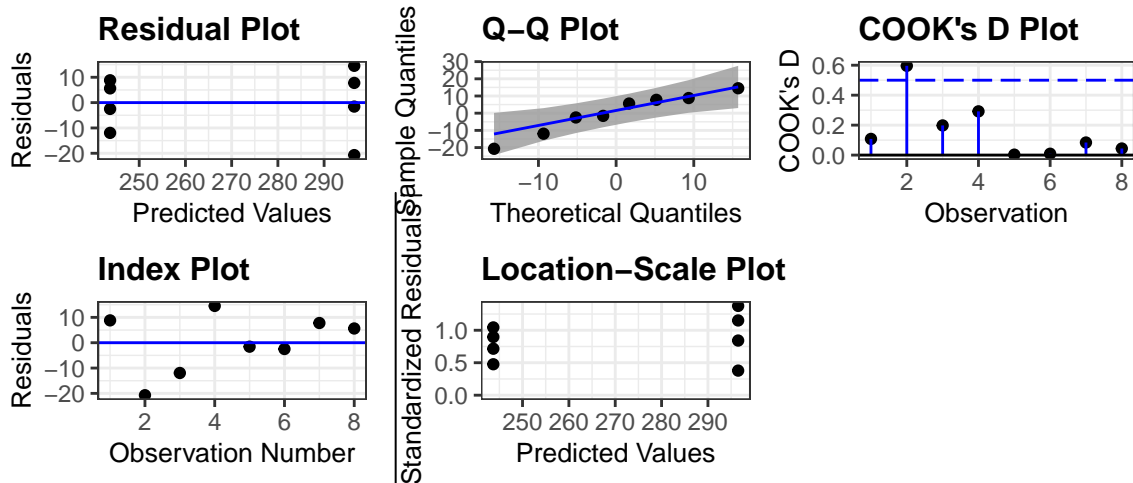 Residual Plot
Residuals
10
0
−10
−20
250 260 270 280 290
Predicted Values
Q−Q Plot
Sample Quantiles
30
20
10
0
−10
−20
−10 0 10
Theoretical Quantiles
COOK's D Plot
COOK's D
0.6
0.4
0.2
0.0
2 4 6 8
Observation
Index Plot
Residuals
10
0
−10
−20
2 4 6 8
Observation Number
Location−Scale Plot
√|Standardized Residuals|
1.0
0.5
0.0
250 260 270 280 290
Predicted Values